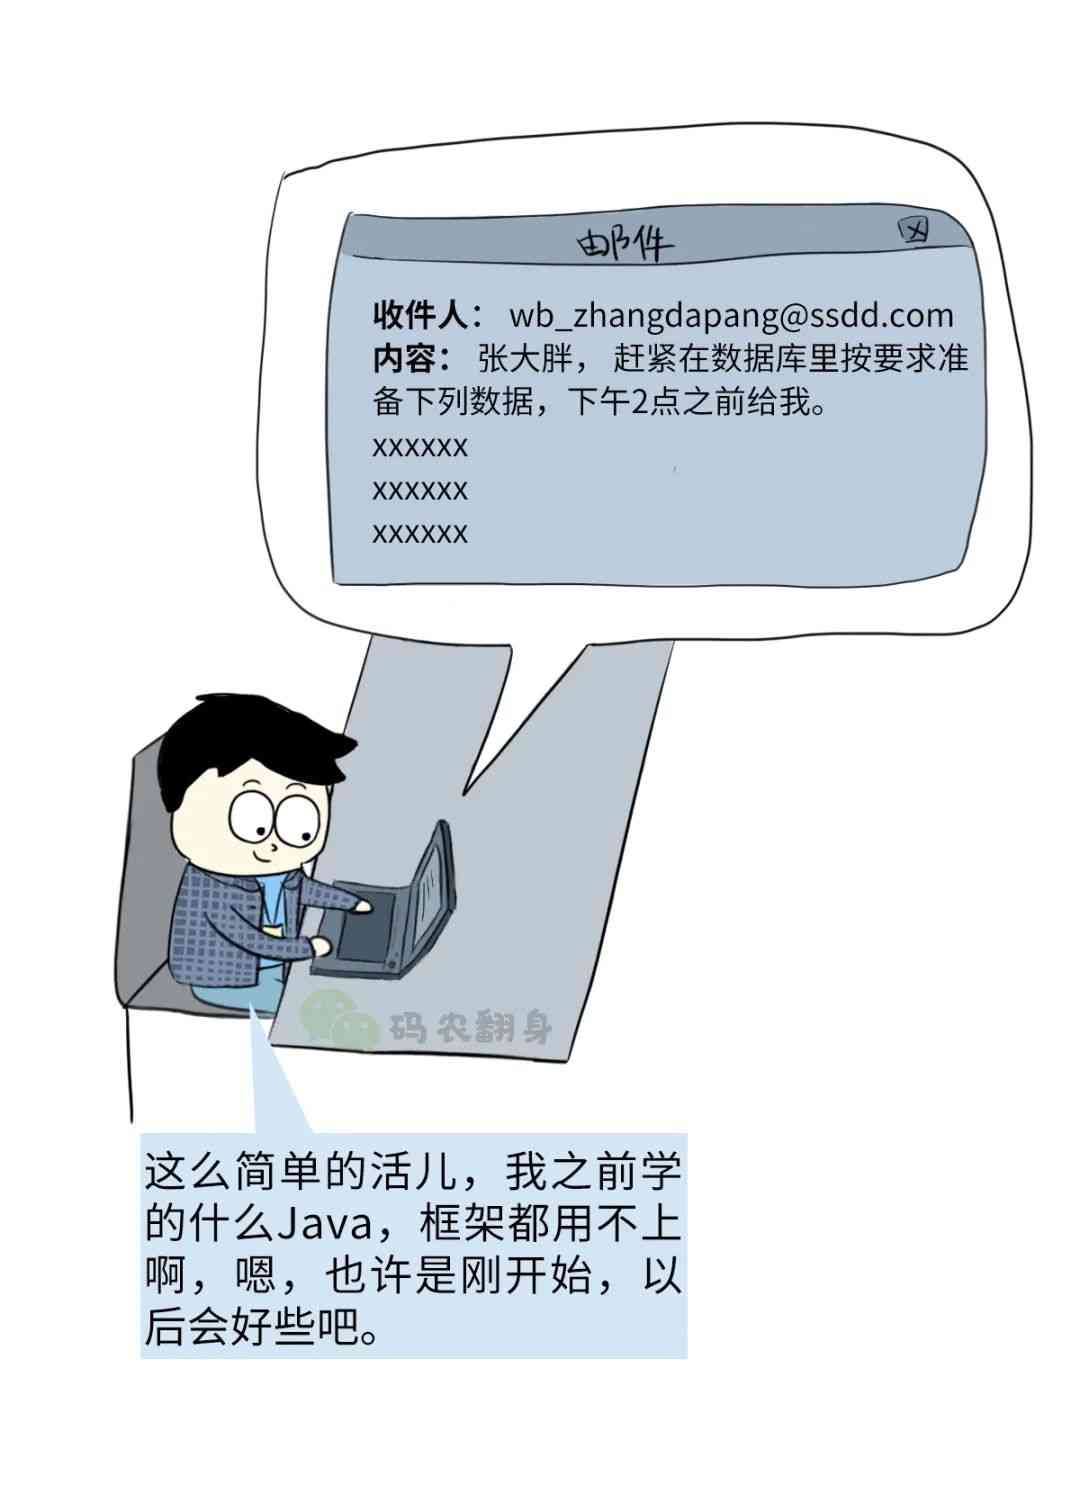 邮件
收件人： wb_zhangdapang@ssdd.com
内容： 张大胖， 赶紧在数据库里按要求准
备下列数据，下午2点之前给我。
xxxxxx
xxxxxx
xxxxxx
码农翻身
这么简单的活儿，我之前学
的什么Java，框架都用不上
啊，嗯，也许是刚开始，以
后会好些吧。